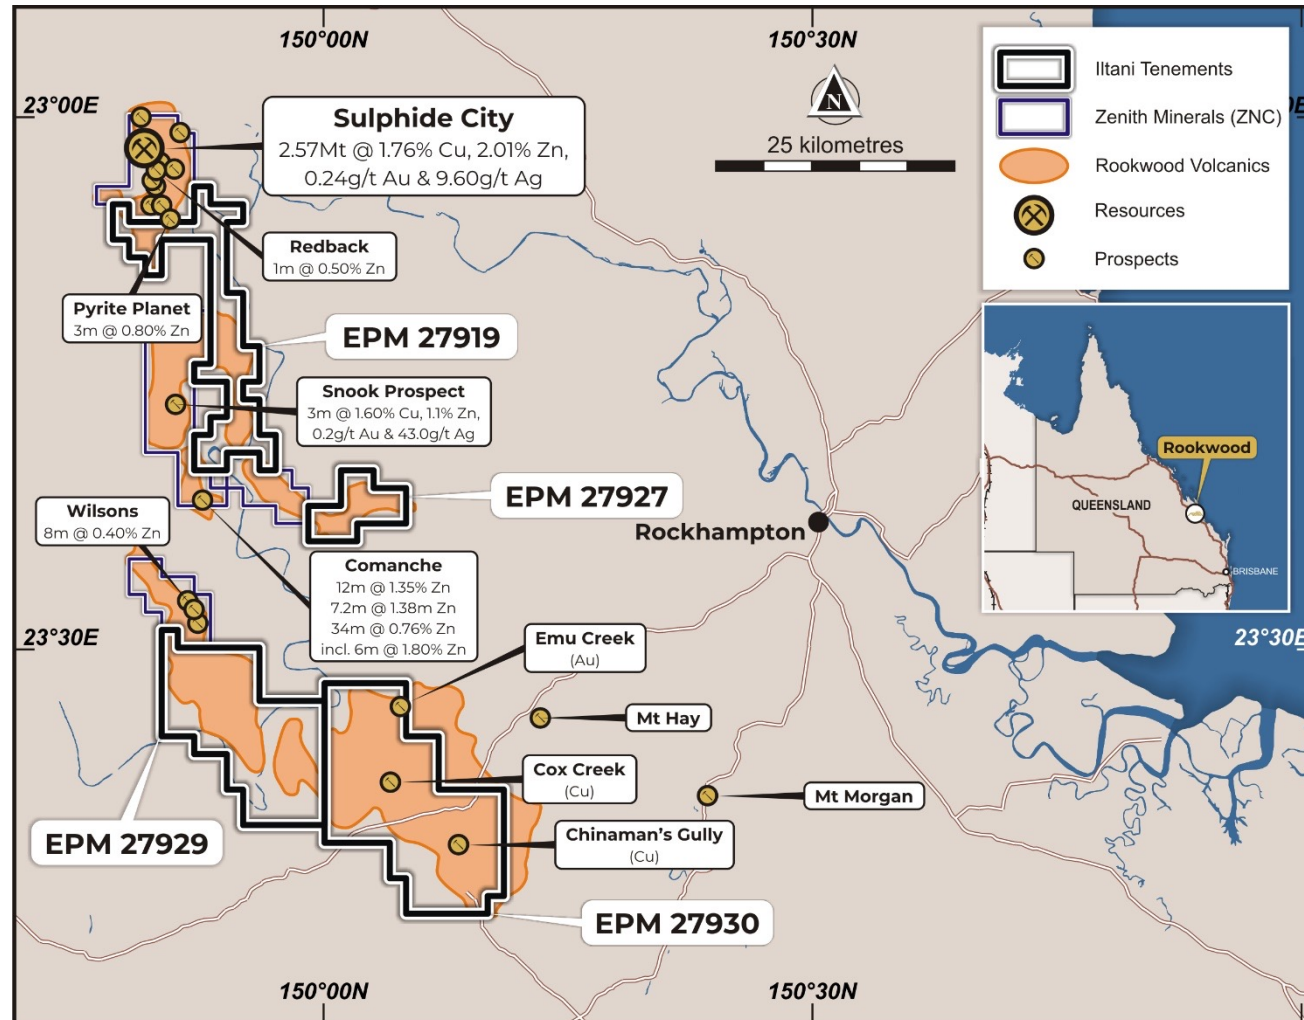 150°00N
150°30N
23°00E
0E
Sulphide City
2.57Mt @ 1.76% Cu, 2.01% Zn,
0.24g/t Au & 9.60g/t Ag
N
25 kilometres
Iltani Tenements
Zenith Minerals (ZNC)
Rookwood Volcanics
Resources
Prospects
Redback
1m @ 0.50% Zn
Pyrite Planet
3m @ 0.80% Zn
EPM 27919
Snook Prospect
3m @ 1.60% Cu, 1.1% Zn,
0.2g/t Au & 43.0g/t Ag
Rookwood
QUEENSLAND
BRISBANE
EPM 27927
Wilsons
8m @ 0.40% Zn
Rockhampton
Comanche
12m @ 1.35% Zn
7.2m @ 1.38m Zn
34m @ 0.76% Zn
incl. 6m @ 1.80% Zn
23°30E
23°30E
Emu Creek
(Au)
Mt Hay
Cox Creek
(Cu)
Mt Morgan
EPM 27929
Chinaman's Gully
(Cu)
EPM 27930
150°00N
150°30N